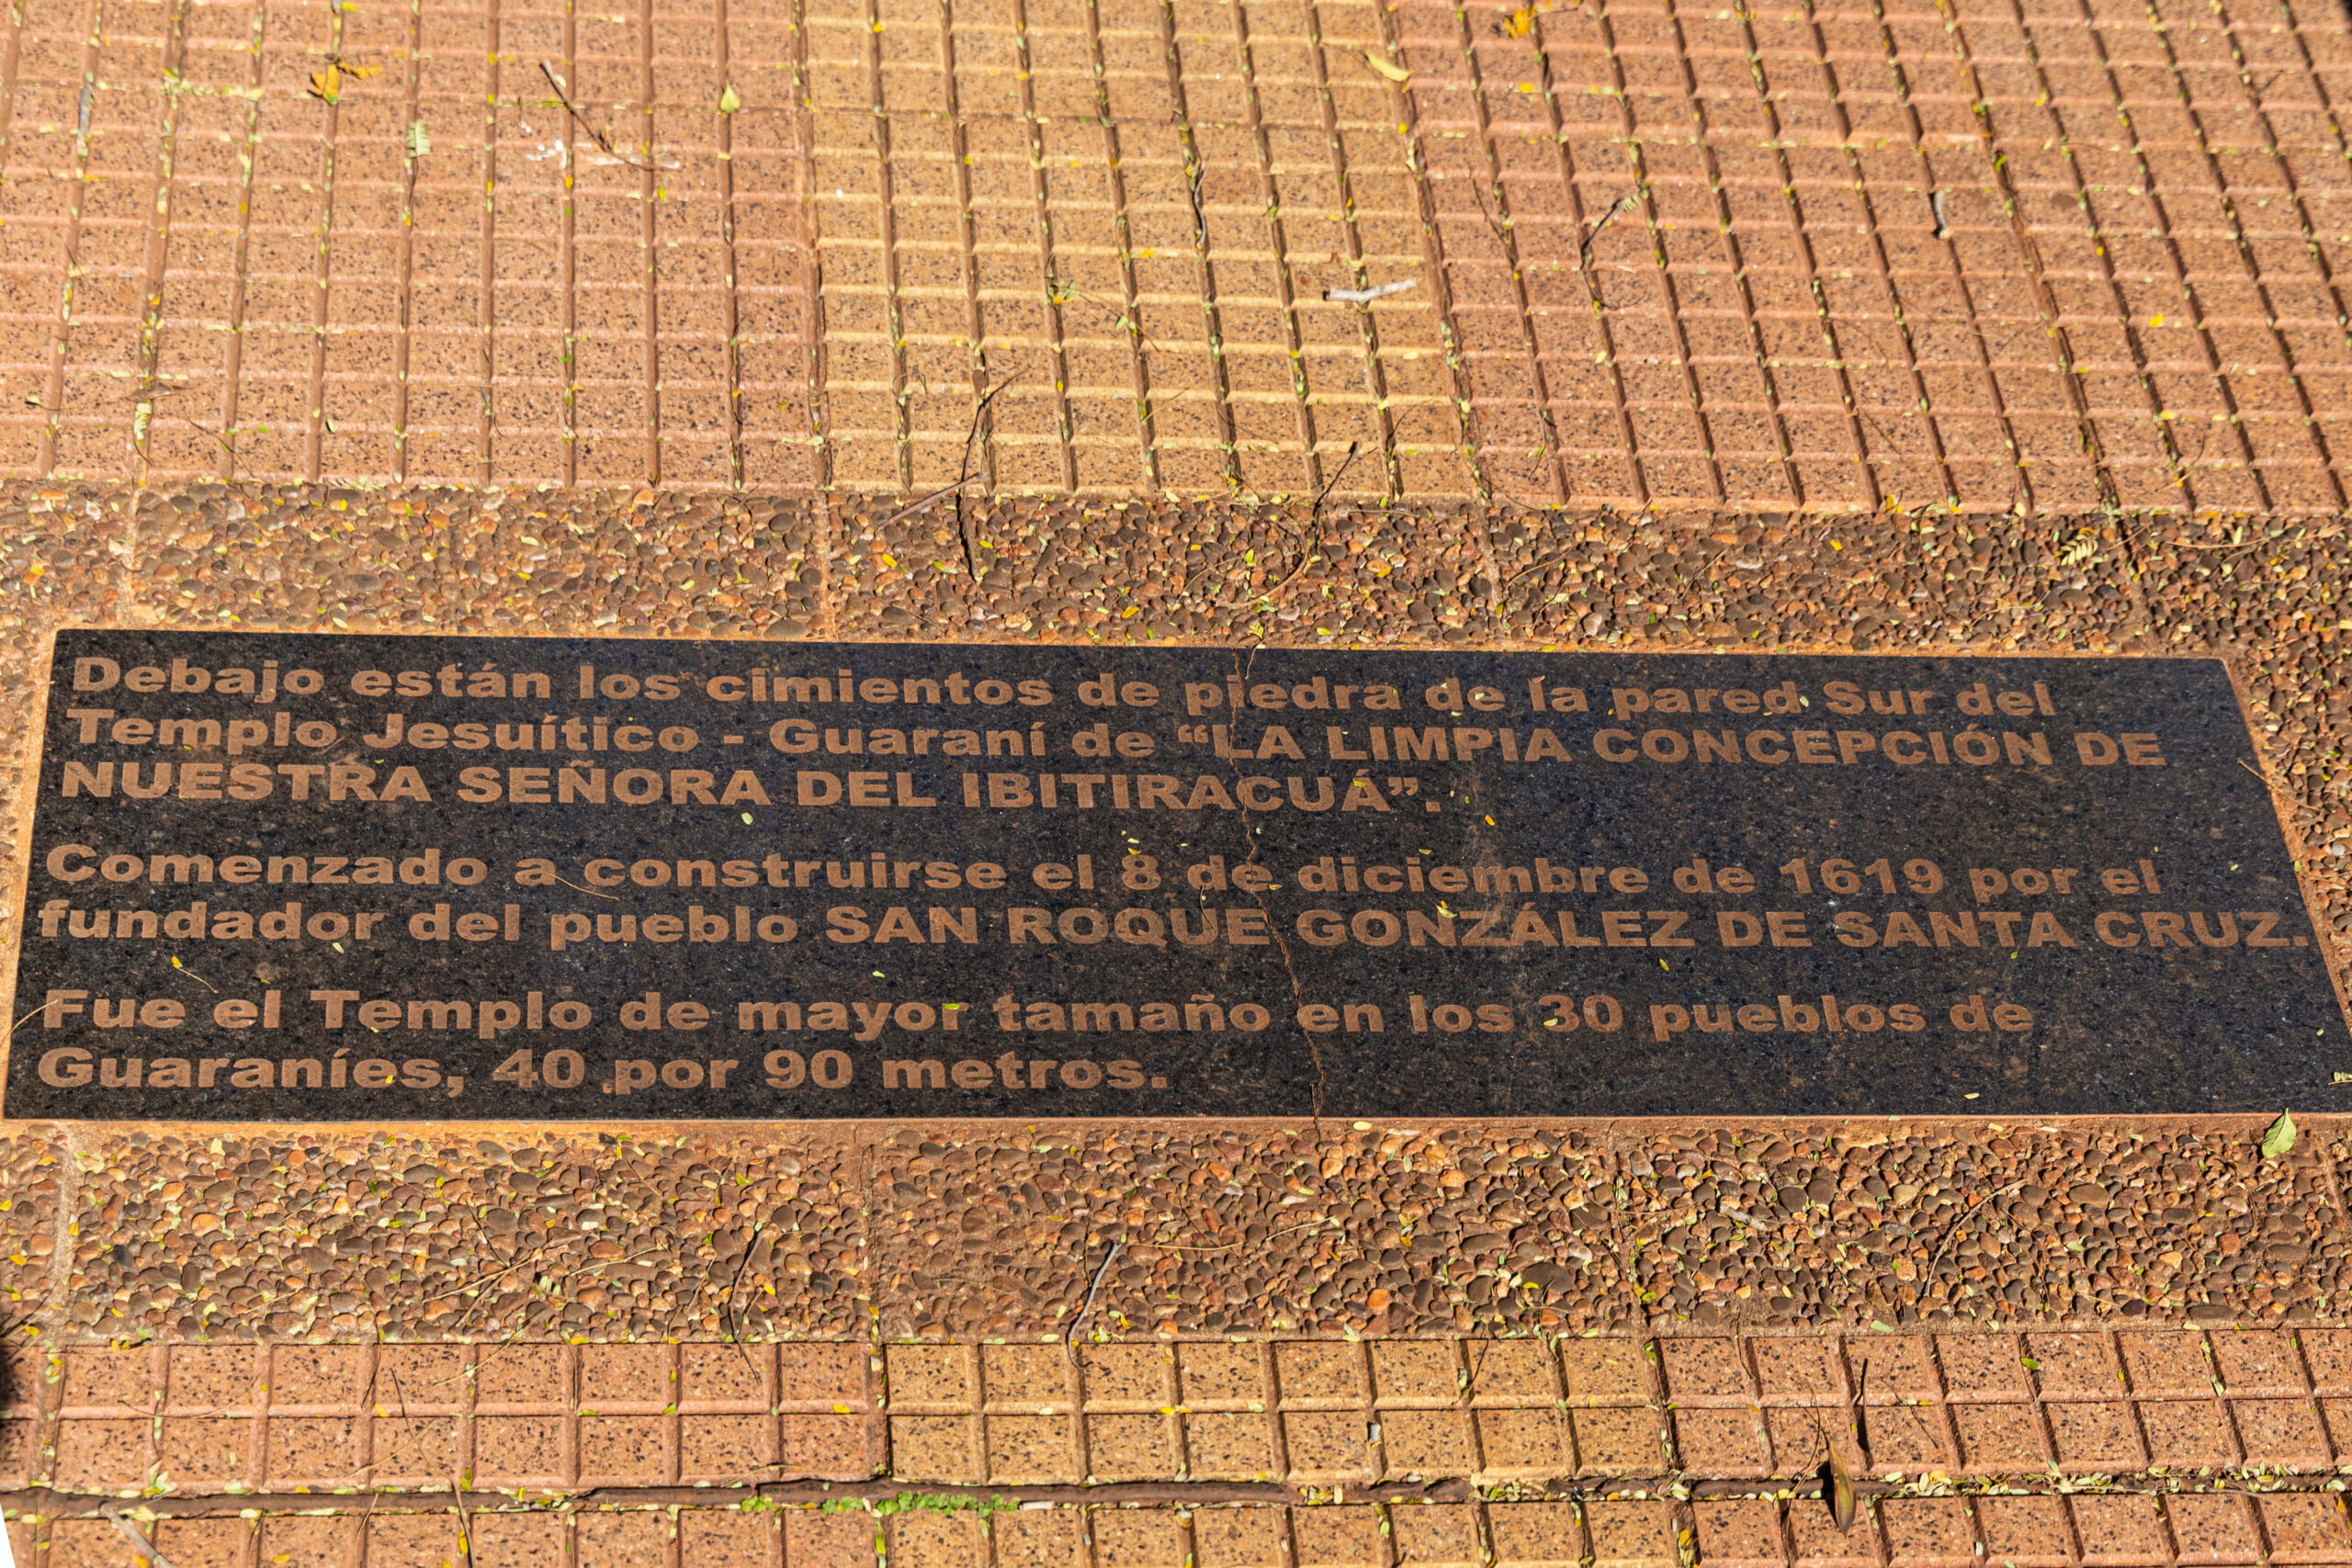 Debajo están los cimientos de piedra de la pared Sur del
Templo Jesuítico - Guaraní de “LA LIMPIA CONCEPCIÓN DE
NUESTRA SEÑORA DEL IBITIRACUÁ”.
Comenzado a construirse el 8 de diciembre de 1619 por el
fundador del pueblo SAN ROQUE GONZÁLEZ DE SANTA CRUZ.
Fue el Templo de mayor tamaño en los 30 pueblos de
Guaraníes, 40 por 90 metros.